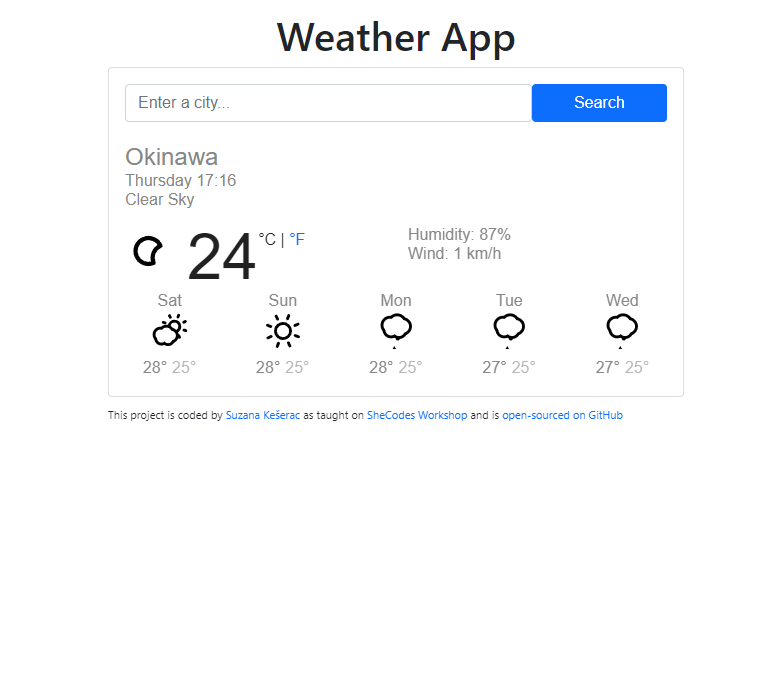 Weather App
Enter a city...
Search
Okinawa
Thursday 17:16
Clear Sky
24 °C | °F
Humidity: 87%
Wind: 1 km/h
Sat Sun Mon Tue Wed
28° 25° 28° 25° 28° 25° 27° 25° 27° 25°
This project is coded by Suzana Kešerac as taught on SheCodes Workshop and is open-sourced on GitHub